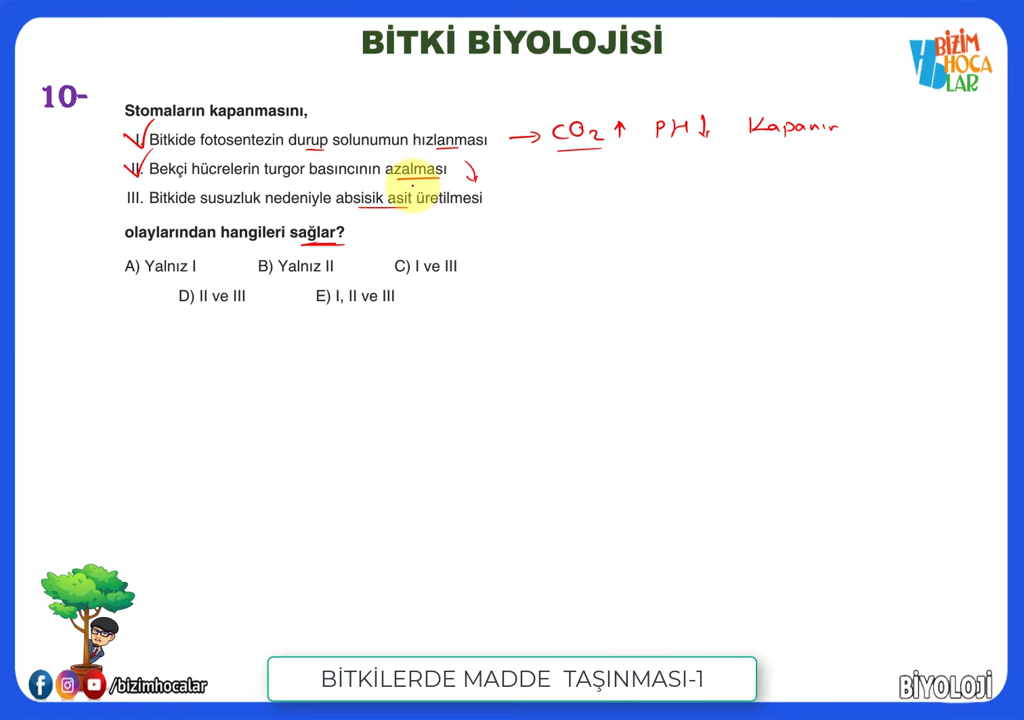 BİTKİ BİYOLOJİSİ
BİZİM
HOCA
LAR
10-
Stomaların kapanmasını,
I. Bitkide fotosentezin durup solunumun hızlanması → CO2 ↑ PH ↓ Kapanır
II. Bekçi hücrelerin turgor basıncının azalması
III. Bitkide susuzluk nedeniyle absisik asit üretilmesi
olaylarından hangileri sağlar?
A) Yalnız I B) Yalnız II C) I ve III
D) II ve III E) I, II ve III
/bizimhocalar
BİTKİLERDE MADDE TAŞINMASI-1
BİYOLOJİ